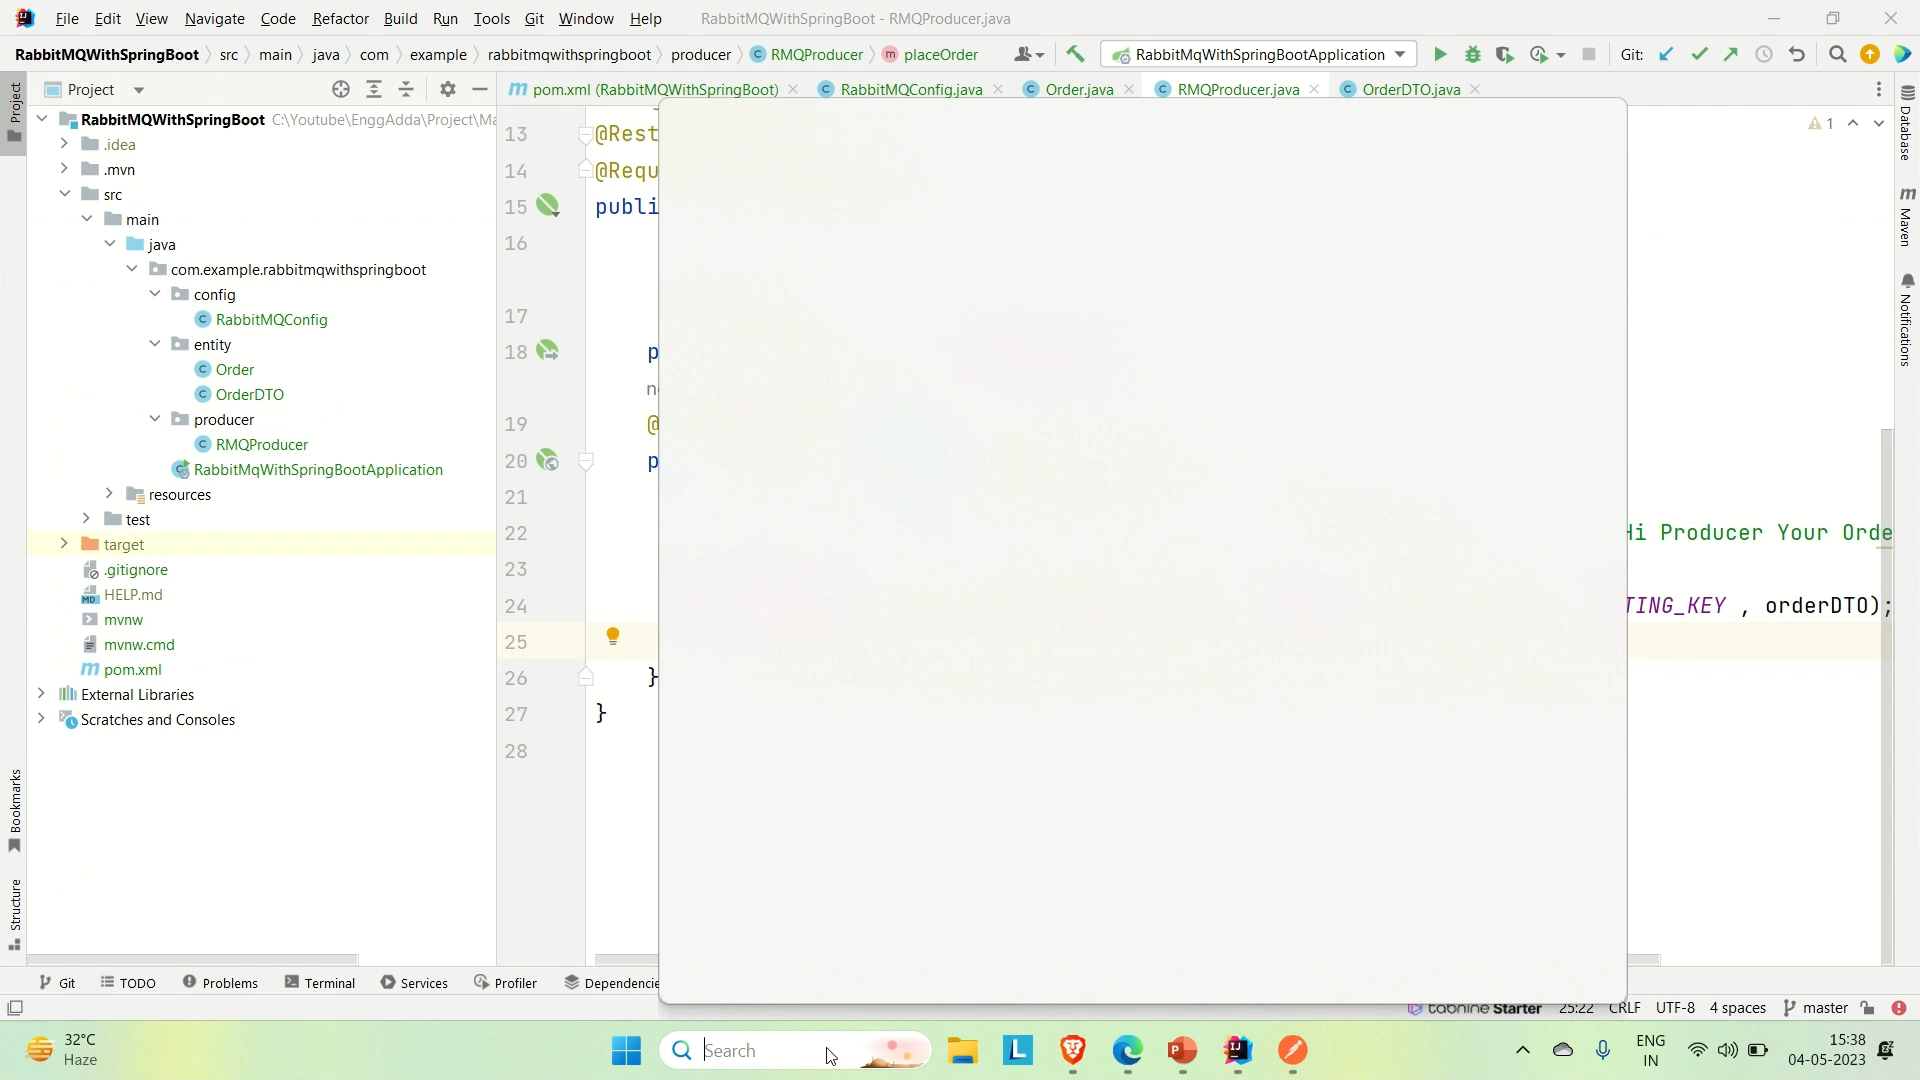 File Edit View Navigate Code Refactor Build Run Tools Git Window Help RabbitMQWithSpringBoot - RMQProducer.java
RabbitMQWithSpringBoot src main java com example rabbitmqwithspringboot producer RMQProducer placeOrder RabbitMqWithSpringBootApplication Git:
Project
pom.xml (RabbitMQWithSpringBoot) RabbitMQConfig.java Order.java RMQProducer.java OrderDTO.java
Project
RabbitMQWithSpringBoot C:\Youtube\EnggAdda\Project\Ma
.idea
.mvn
src
main
java
com.example.rabbitmqwithspringboot
config
RabbitMQConfig
entity
Order
OrderDTO
producer
RMQProducer
RabbitMqWithSpringBootApplication
resources
test
target
.gitignore
HELP.md
mvnw
mvnw.cmd
pom.xml
External Libraries
Scratches and Consoles
Bookmarks
Structure
13 @Rest
14 @Requ
15 publi
16
17
18 p
19 @
20 p
21
22 Hi Producer Your Orde
23
24 TING_KEY , orderDTO);
25
26 }
27 }
28
1
Database
Maven
Notifications
Git TODO Problems Terminal Services Profiler Dependencie
tabnine Starter 25:22 CRLF UTF-8 4 spaces master
32°C
Haze
Search
ENG
IN
15:38
04-05-2023